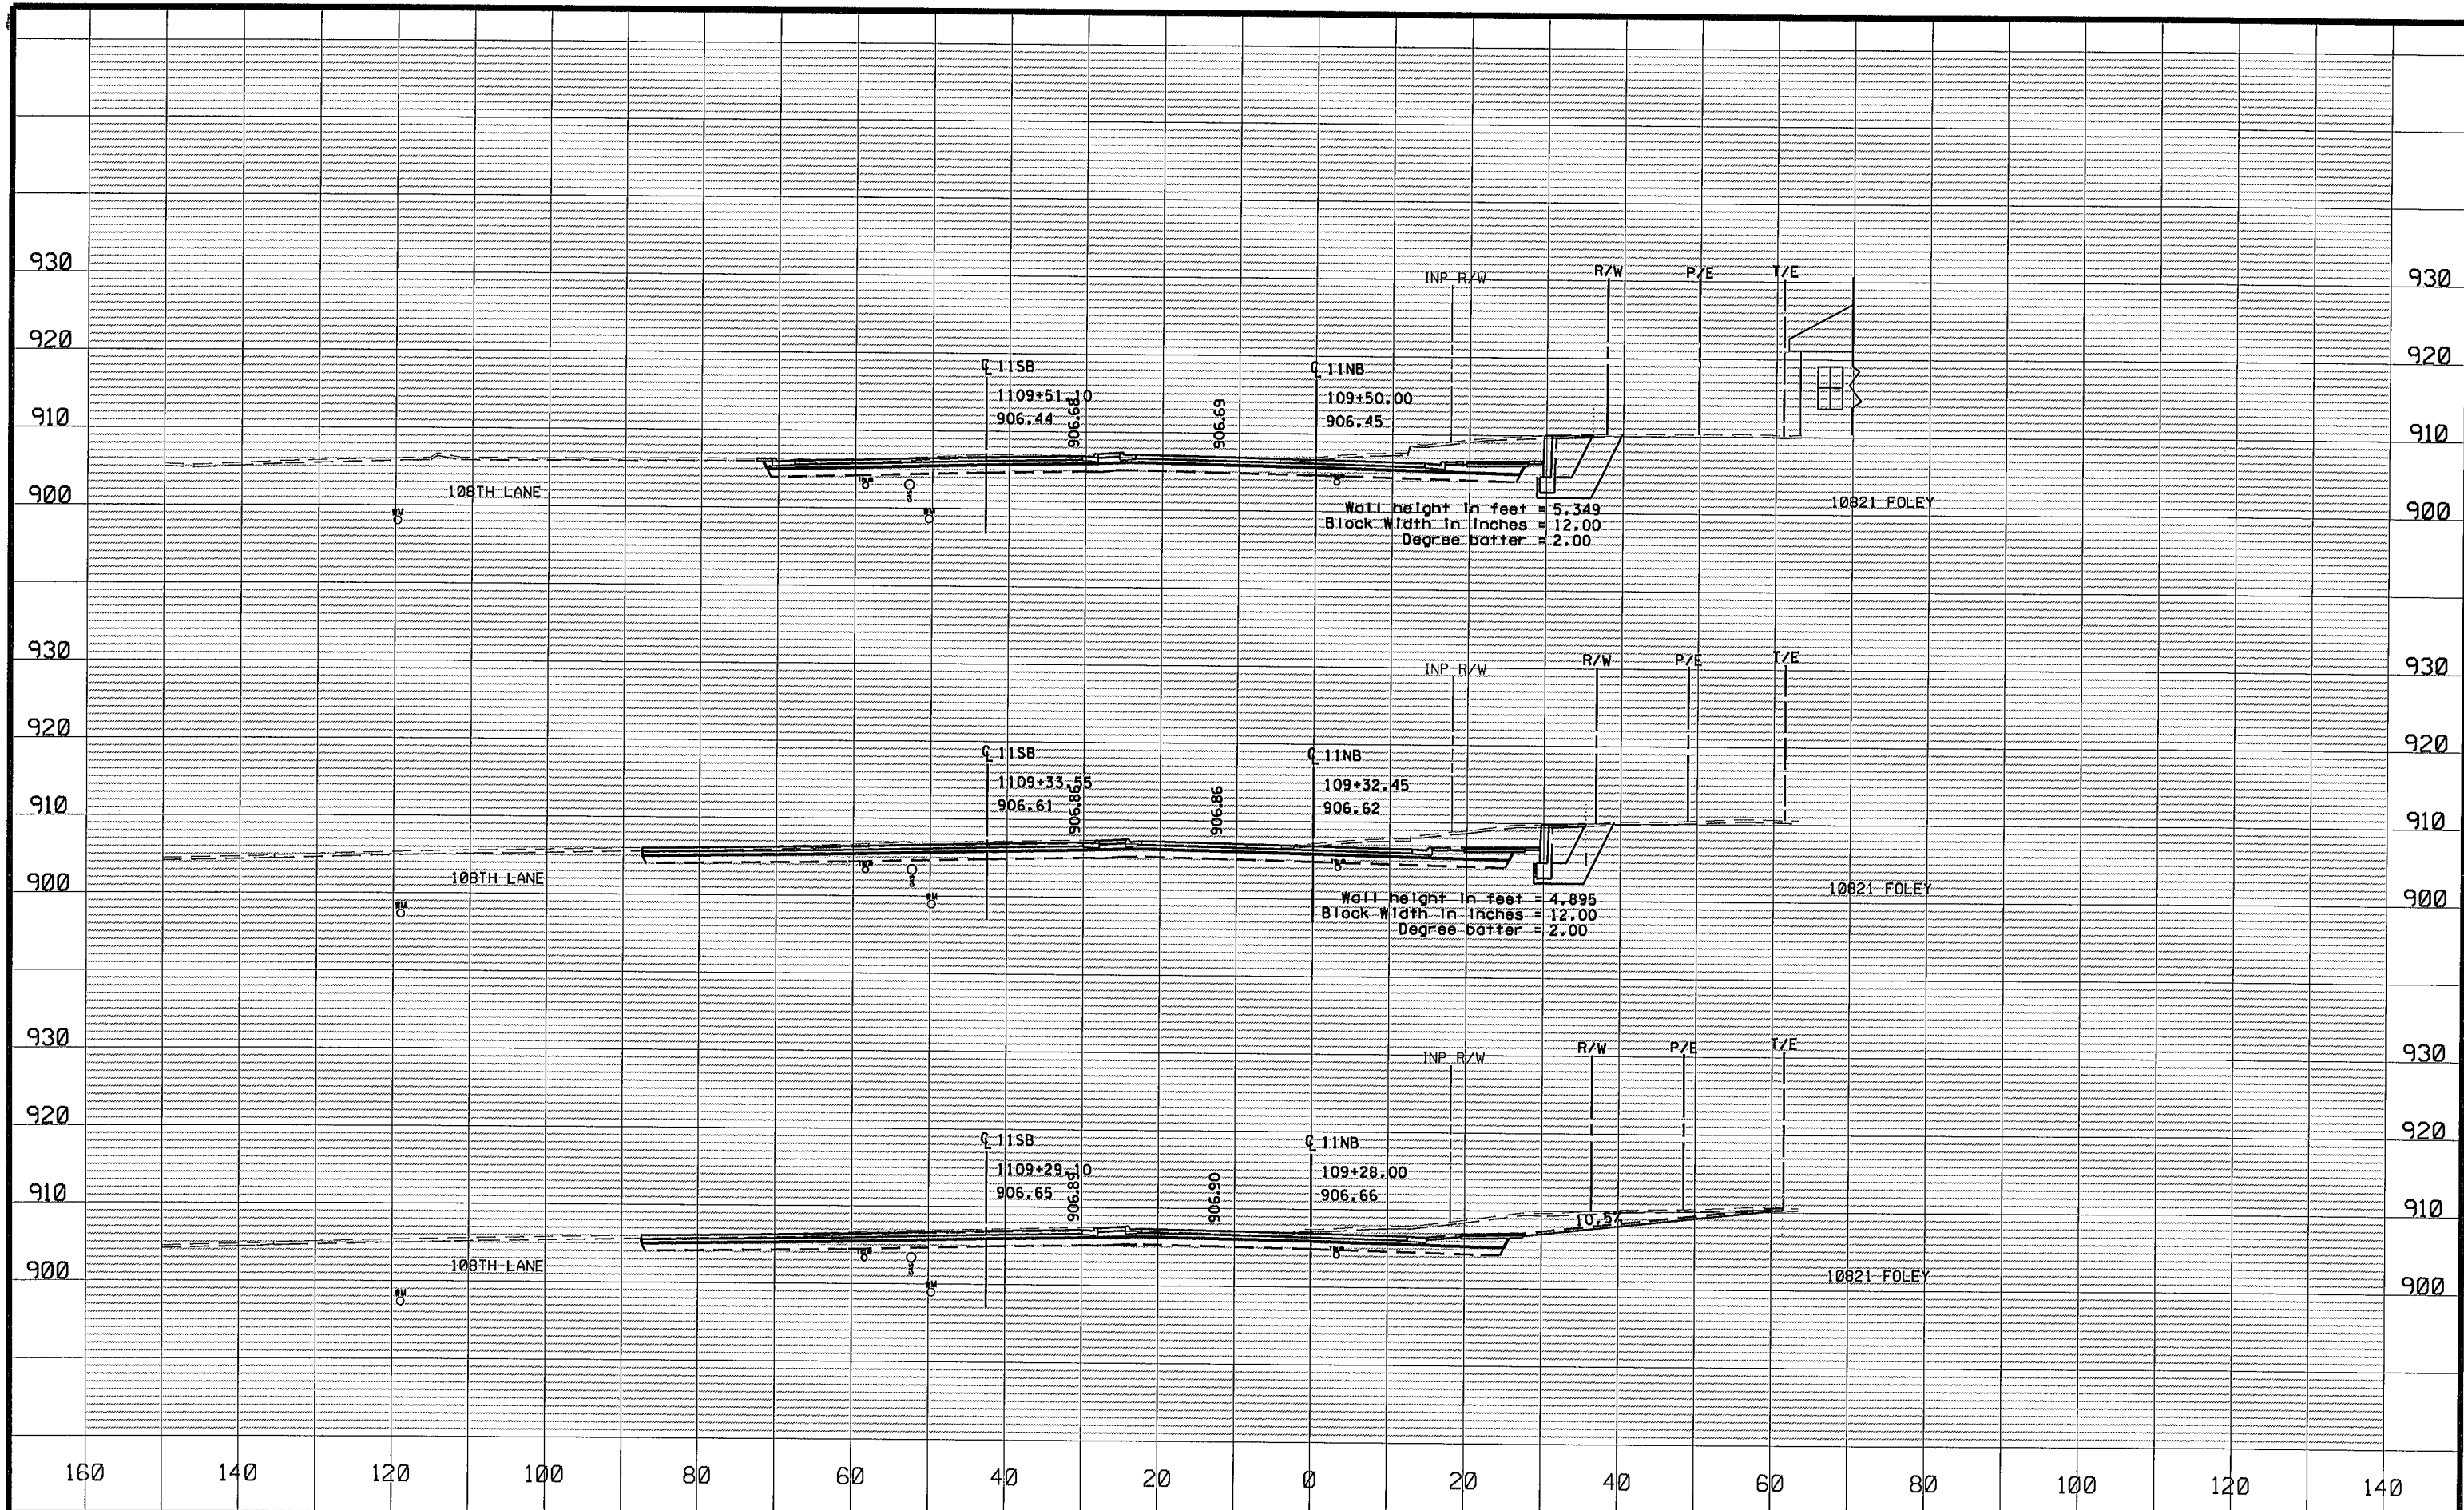 930
INP R/W
R/W
P/E
T/E
930
920
℄ 11SB
℄ 11NB
920
1109+51.10
906.68
906.69
109+50.00
910
906.44
906.45
910
108TH LANE
10821 FOLEY
900
WM
WM
900
Wall height in feet = 5.349
Block Width in inches = 12.00
Degree batter = 2.00
930
INP R/W
R/W
P/E
T/E
930
920
℄ 11SB
℄ 11NB
920
1109+33.55
906.86
906.86
109+32.45
910
906.61
906.62
910
108TH LANE
10821 FOLEY
900
WM
WM
900
Wall height in feet = 4.895
Block Width in inches = 12.00
Degree batter = 2.00
930
INP R/W
R/W
P/E
T/E
930
920
℄ 11SB
℄ 11NB
920
1109+29.10
906.89
906.90
109+28.00
910
906.65
906.66
910
10.5%
108TH LANE
10821 FOLEY
900
WM
WM
900
160 140 120 100 80 60 40 20 0 20 40 60 80 100 120 140